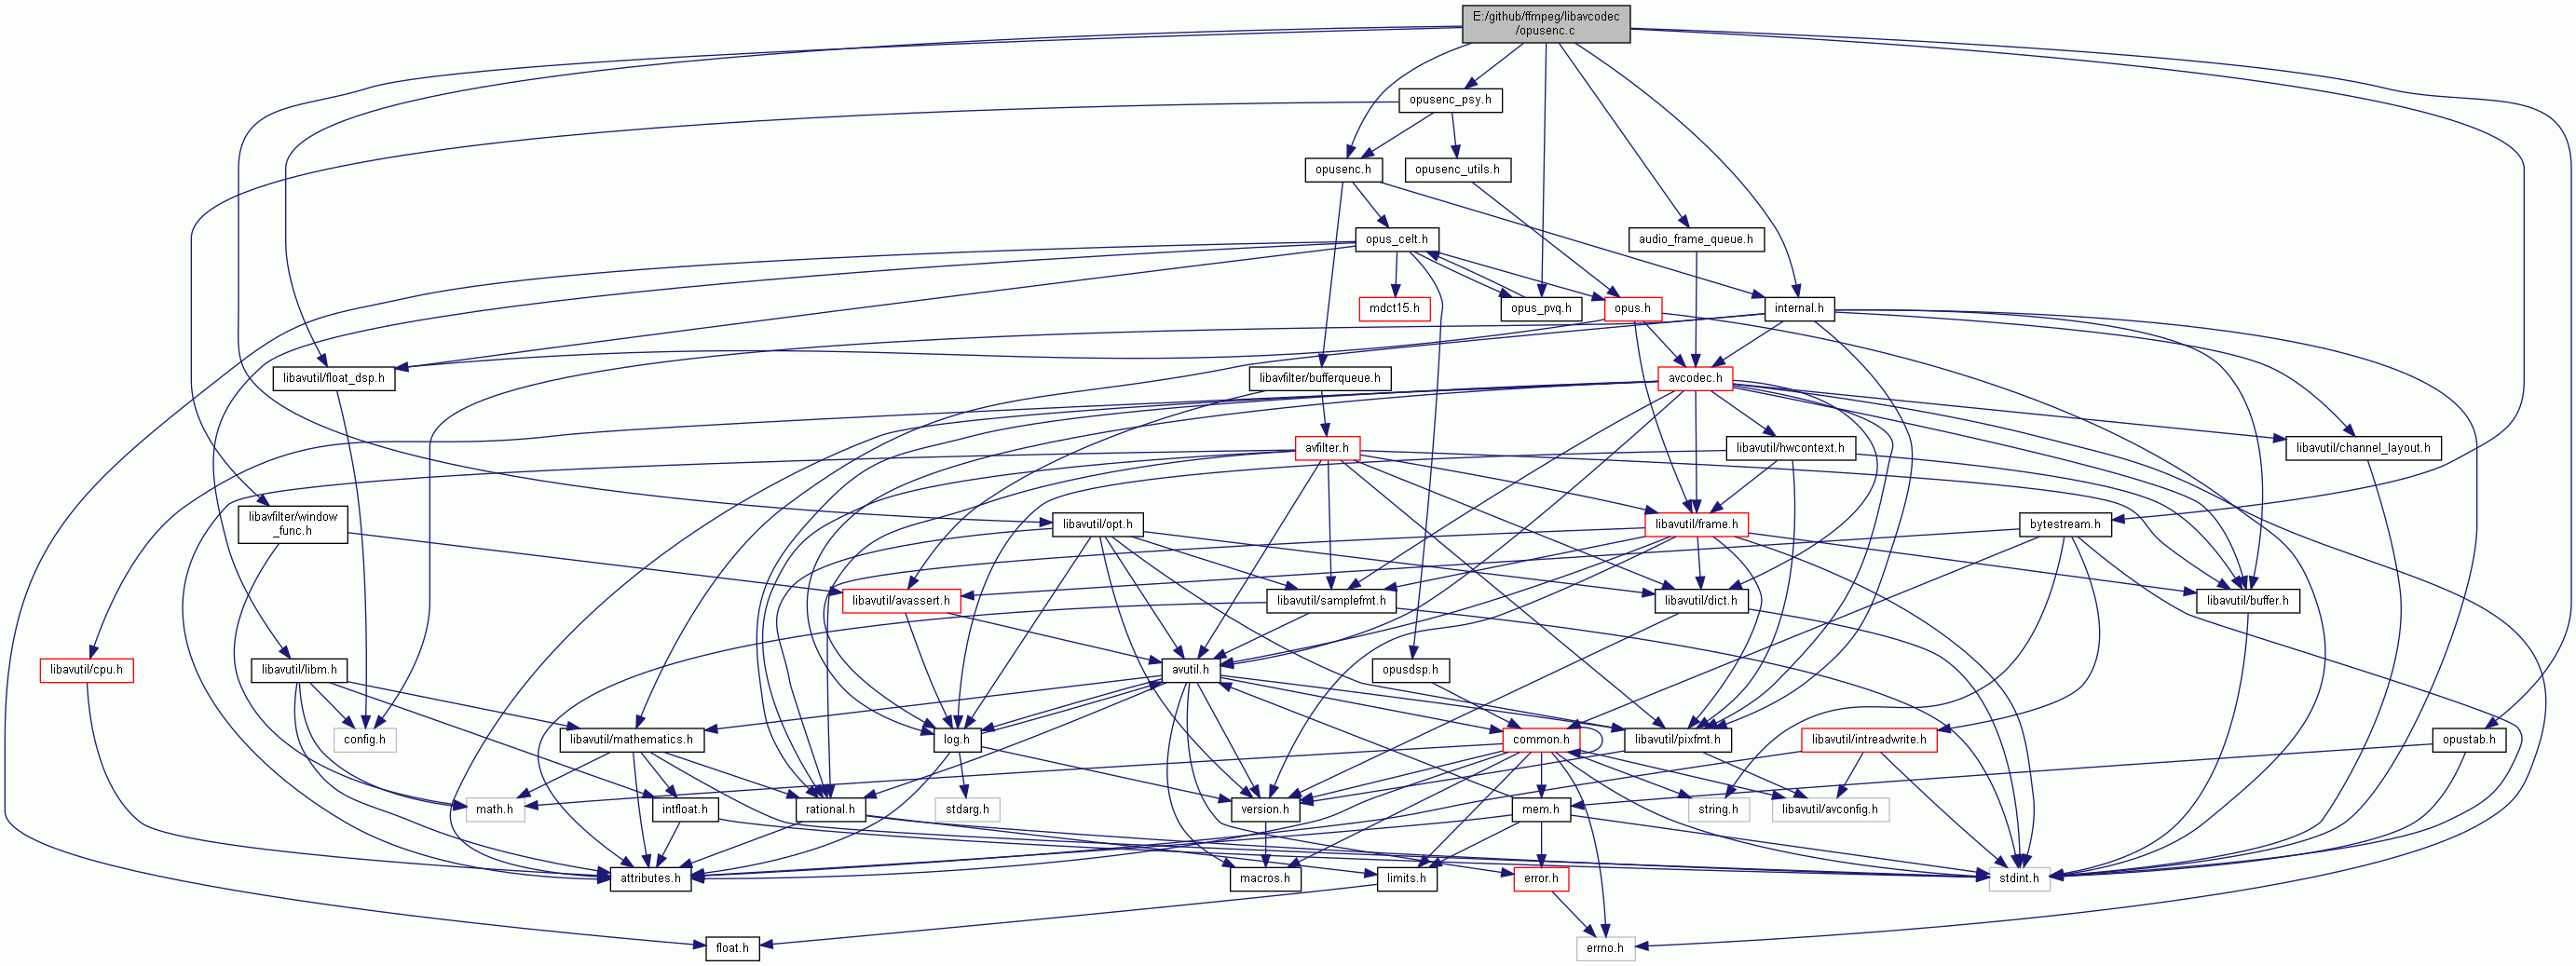 E:/github/ffmpeg/libavcodec
/opusenc.c
opusenc_psy.h
opusenc.h
opusenc_utils.h
opus_celt.h
audio_frame_queue.h
mdct15.h
opus_pvq.h
opus.h
internal.h
libavutil/float_dsp.h
libavfilter/bufferqueue.h
avcodec.h
avfilter.h
libavutil/hwcontext.h
libavutil/channel_layout.h
libavfilter/window
_func.h
libavutil/opt.h
libavutil/frame.h
bytestream.h
libavutil/avassert.h
libavutil/samplefmt.h
libavutil/dict.h
libavutil/buffer.h
libavutil/cpu.h
libavutil/libm.h
avutil.h
opusdsp.h
config.h
libavutil/mathematics.h
log.h
common.h
libavutil/pixfmt.h
libavutil/intreadwrite.h
opustab.h
math.h
intfloat.h
rational.h
stdarg.h
version.h
mem.h
string.h
libavutil/avconfig.h
attributes.h
macros.h
limits.h
error.h
stdint.h
float.h
errno.h